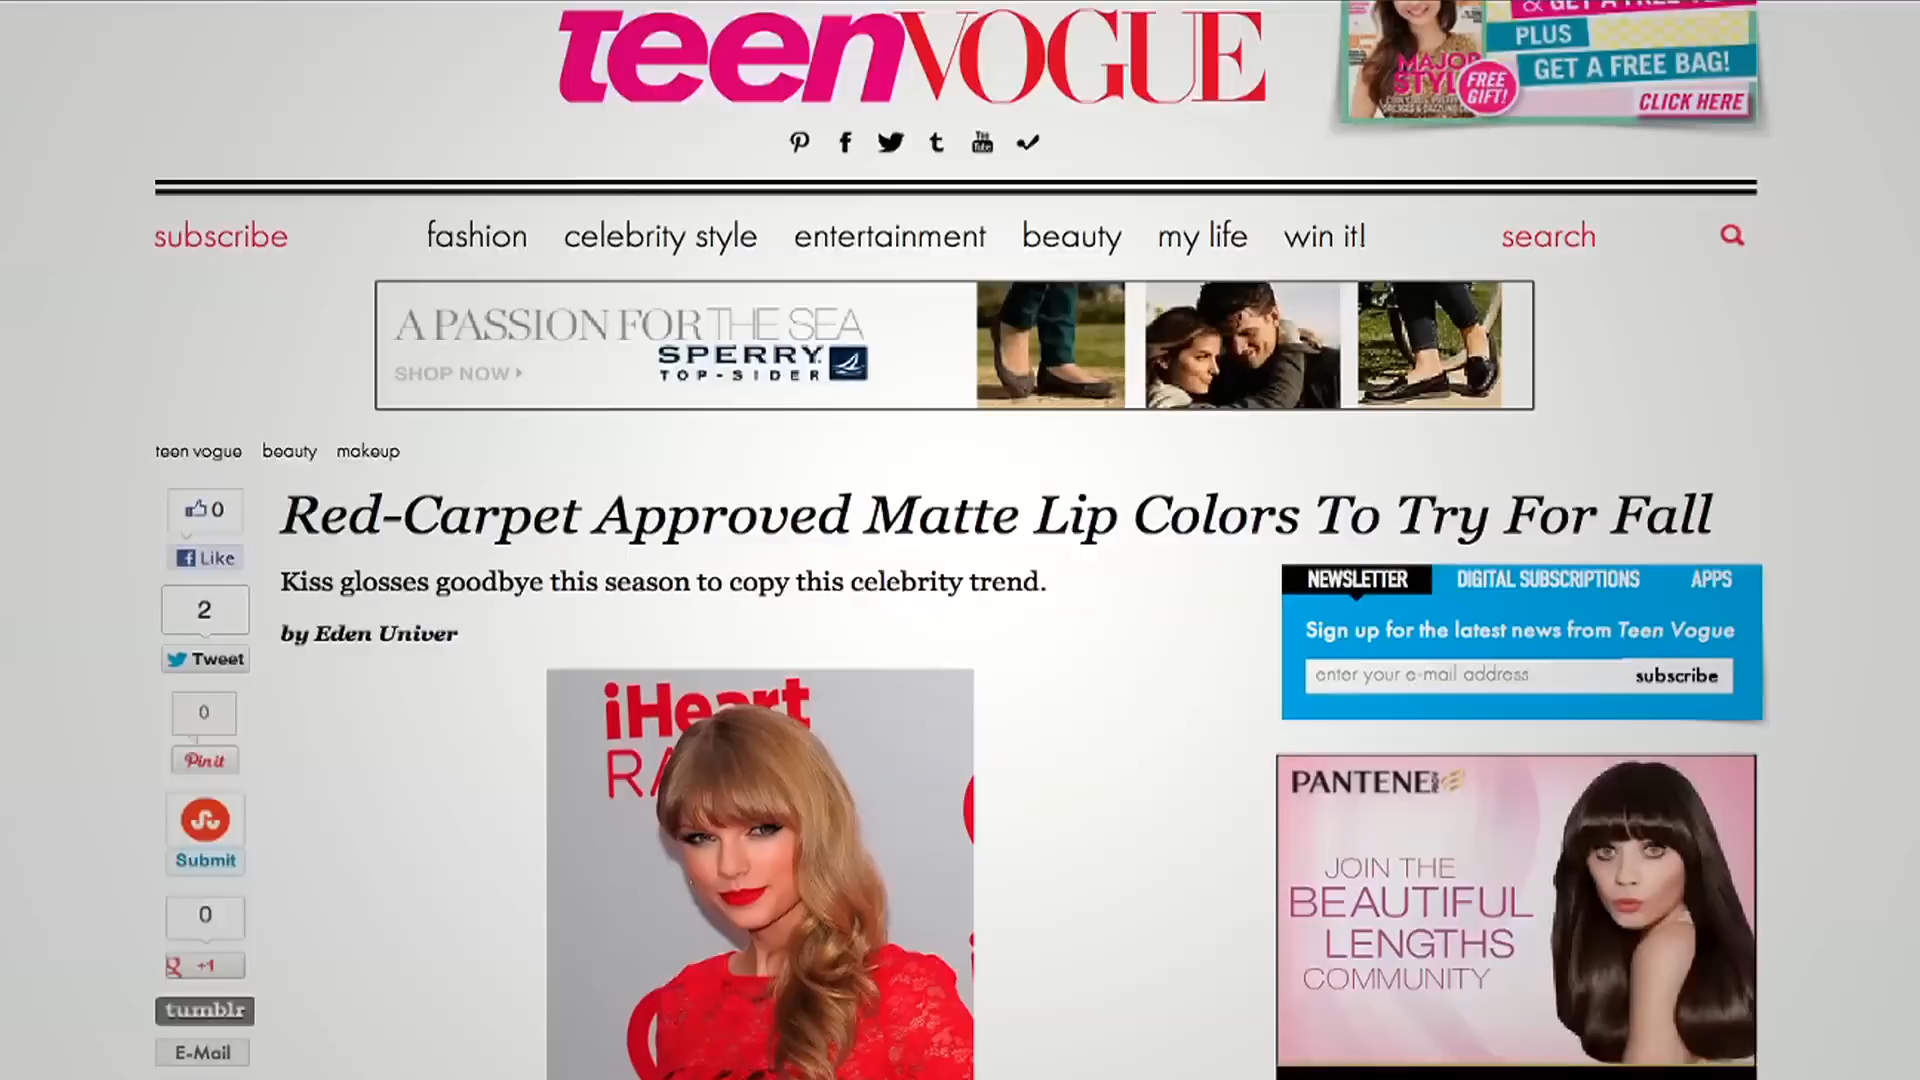 teen VOGUE
PLUS
GET A FREE BAG!
CLICK HERE
MAJOR
FREE
GIFT!
subscribe
fashion
celebrity style
entertainment
beauty
my life
win it!
search
A PASSION FOR THE SEA
SPERRY
TOP-SIDER
SHOP NOW
teen vogue
beauty
makeup
Red-Carpet Approved Matte Lip Colors To Try For Fall
Kiss glosses goodbye this season to copy this celebrity trend.
by Eden Univer
0
Like
2
Tweet
0
Pin it
Submit
0
+1
tumblr
E-Mail
iHeart
RA
NEWSLETTER
DIGITAL SUBSCRIPTIONS
APPS
Sign up for the latest news from Teen Vogue
enter your e-mail address
subscribe
PANTENE
JOIN THE
BEAUTIFUL
LENGTHS
COMMUNITY